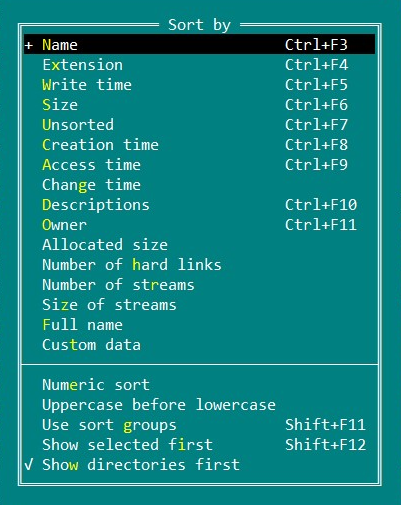 Sort by
+ Name Ctrl+F3
Extension Ctrl+F4
Write time Ctrl+F5
Size Ctrl+F6
Unsorted Ctrl+F7
Creation time Ctrl+F8
Access time Ctrl+F9
Change time
Descriptions Ctrl+F10
Owner Ctrl+F11
Allocated size
Number of hard links
Number of streams
Size of streams
Full name
Custom data
Numeric sort
Uppercase before lowercase
Use sort groups Shift+F11
Show selected first Shift+F12
√ Show directories first